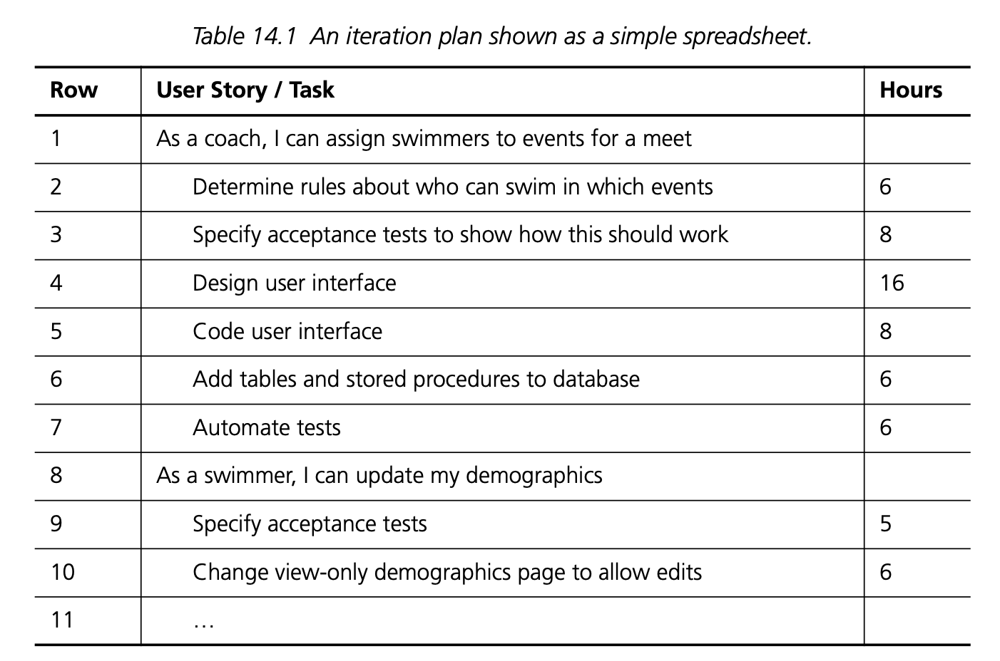 Table 14.1 An iteration plan shown as a simple spreadsheet.
Row User Story / Task Hours
1 As a coach, I can assign swimmers to events for a meet
2 Determine rules about who can swim in which events 6
3 Specify acceptance tests to show how this should work 8
4 Design user interface 16
5 Code user interface 8
6 Add tables and stored procedures to database 6
7 Automate tests 6
8 As a swimmer, I can update my demographics
9 Specify acceptance tests 5
10 Change view-only demographics page to allow edits 6
11 …